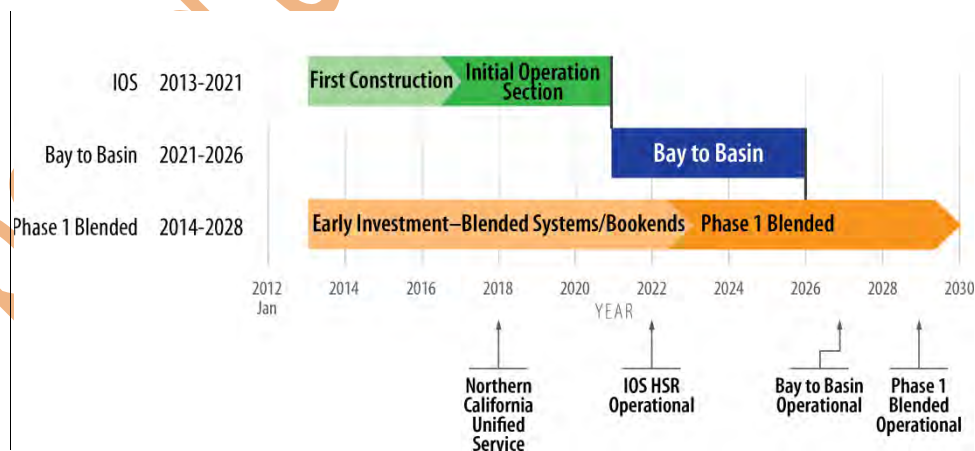 IOS 2013-2021 First Construction Initial Operation
Section
Bay to Basin 2021-2026 Bay to Basin
Phase 1 Blended 2014-2028 Early Investment–Blended Systems/Bookends Phase 1 Blended
2012 2014 2016 2018 2020 2022 2024 2026 2028 2030
Jan
YEAR
Northern
California
Unified
Service
IOS HSR
Operational
Bay to Basin
Operational
Phase 1
Blended
Operational